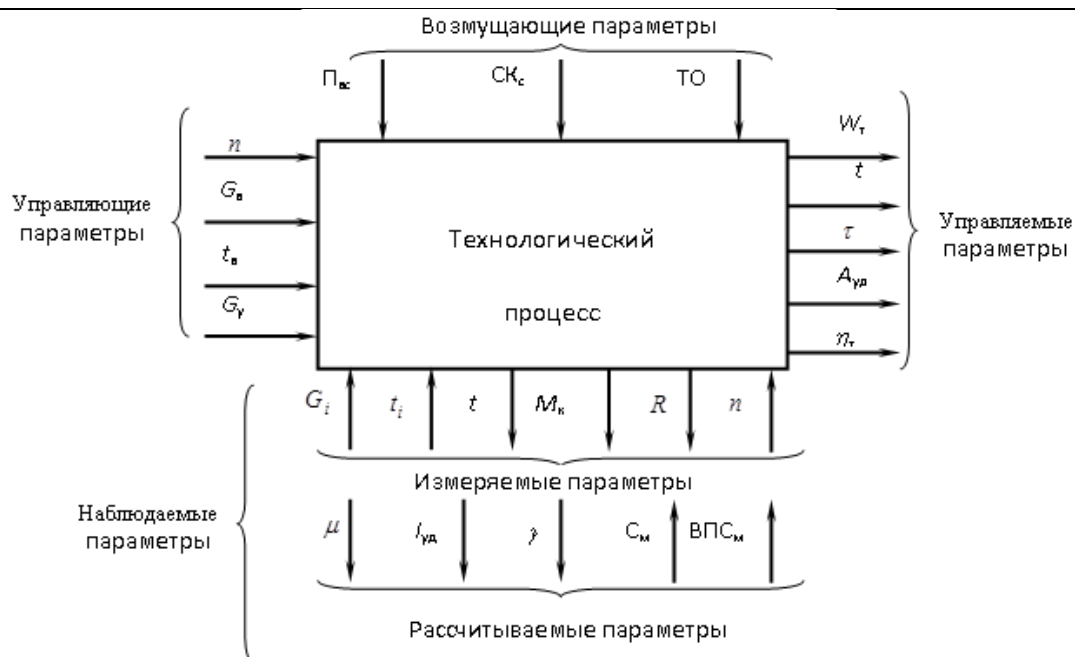 Возмущающие параметры
Пвс СКс ТО
Управляющие
параметры
n
Gв
tв
Gу
Технологический
процесс
Wт
t
τ
Aуд
nт
Управляемые
параметры
Gi ti t Mк R n
Измеряемые параметры
Наблюдаемые
параметры
μ Iуд См ВПСм
Рассчитываемые параметры